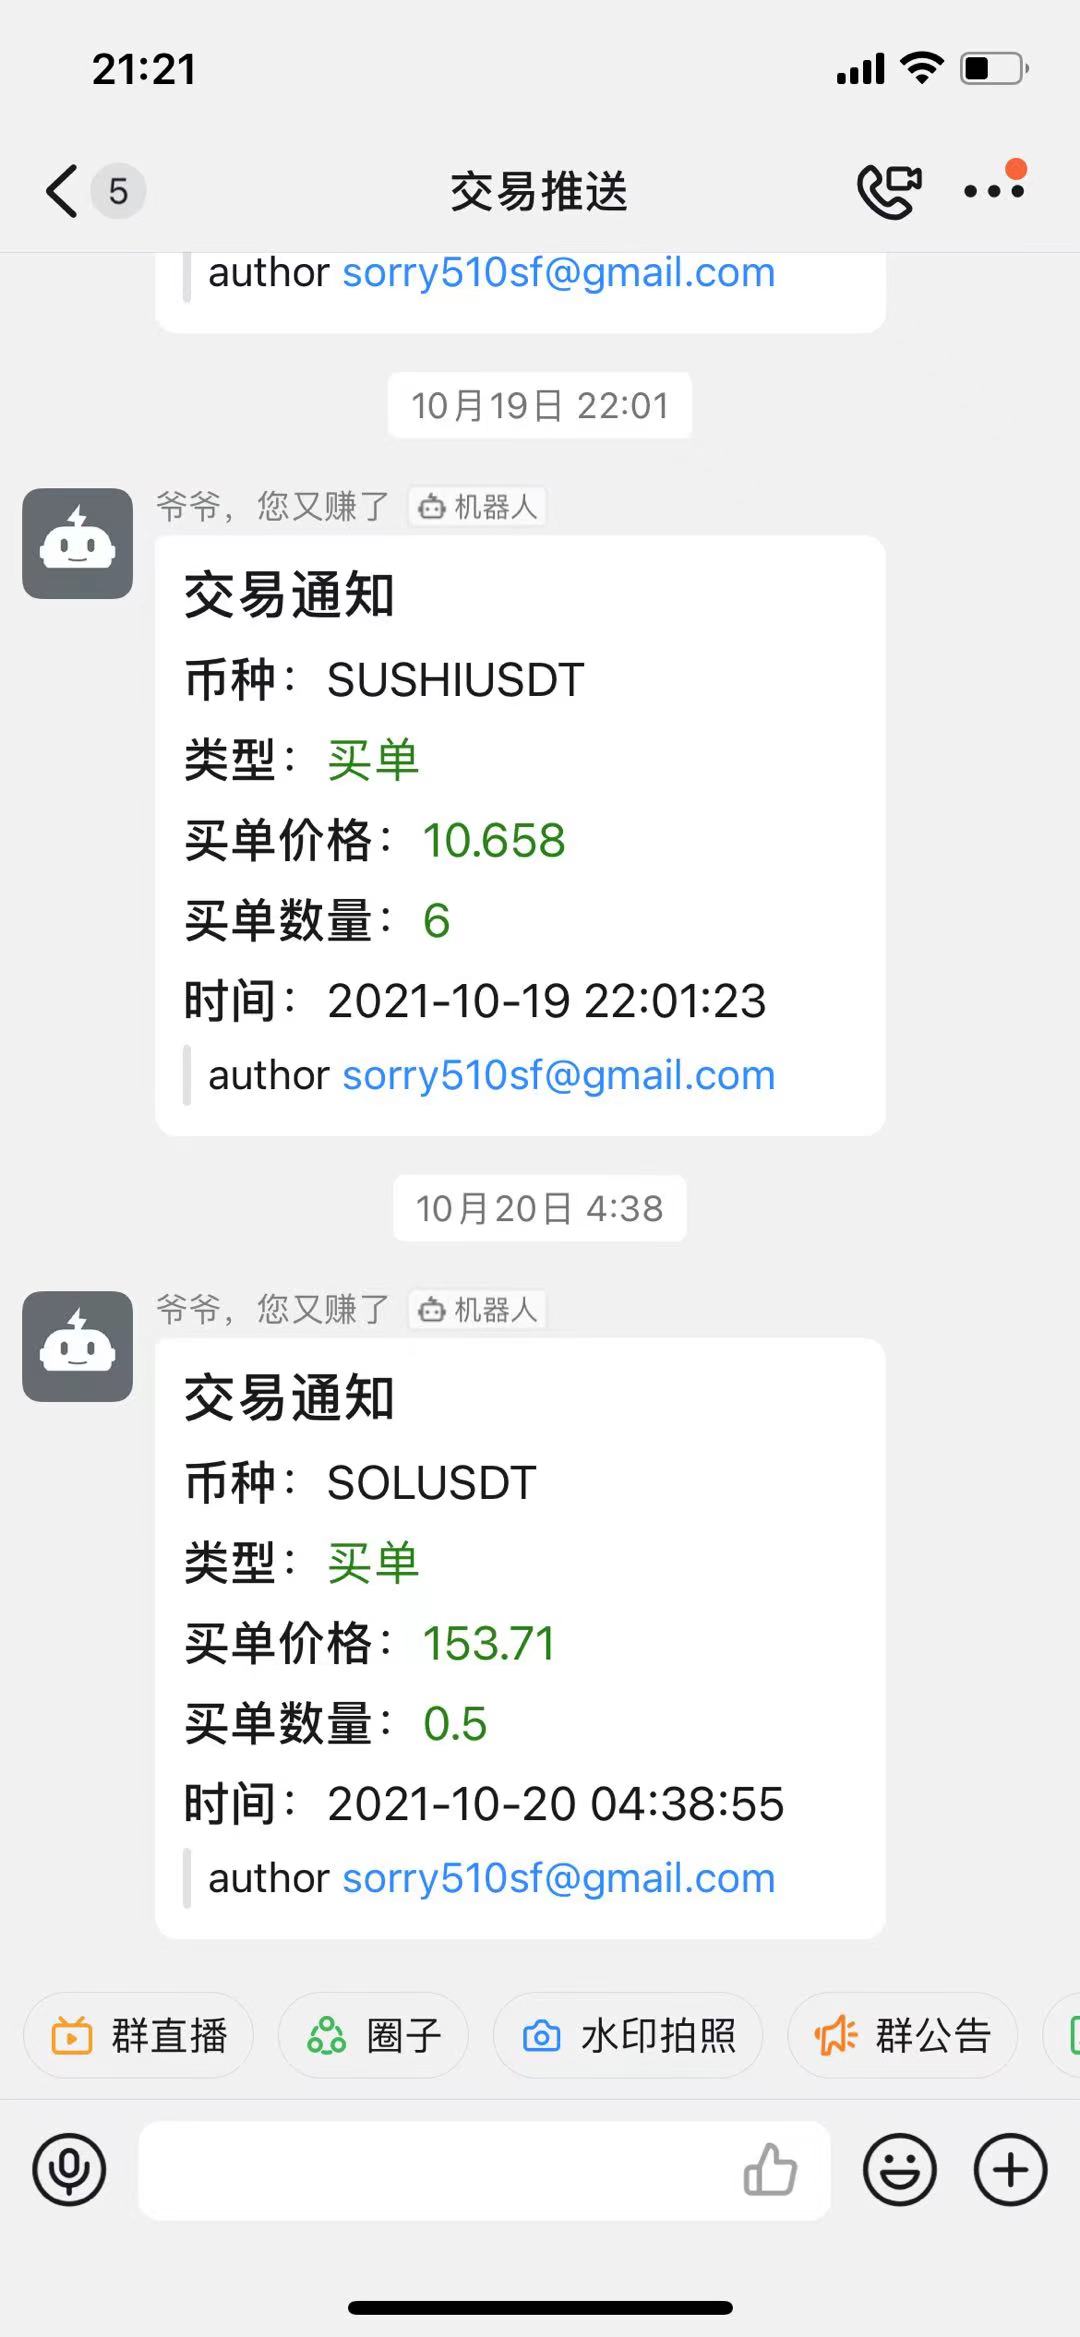 21:21
5
交易推送
author sorry510sf@gmail.com
10月19日 22:01
爷爷，您又赚了 机器人
交易通知
币种： SUSHIUSDT
类型： 买单
买单价格： 10.658
买单数量： 6
时间： 2021-10-19 22:01:23
author sorry510sf@gmail.com
10月20日 4:38
爷爷，您又赚了 机器人
交易通知
币种： SOLUSDT
类型： 买单
买单价格： 153.71
买单数量： 0.5
时间： 2021-10-20 04:38:55
author sorry510sf@gmail.com
群直播 圈子 水印拍照 群公告